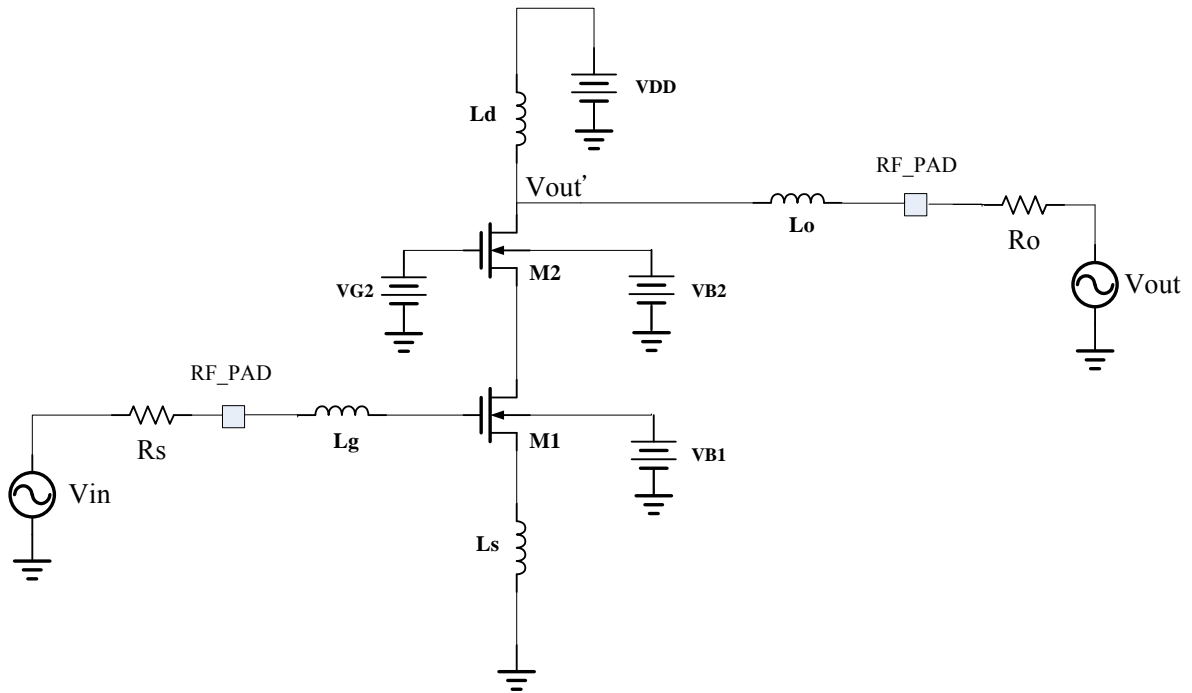 VDD
Ld
RF_PAD
Vout'
Lo
Ro
M2
VG2
VB2
Vout
RF_PAD
Rs
Lg
M1
VB1
Vin
Ls